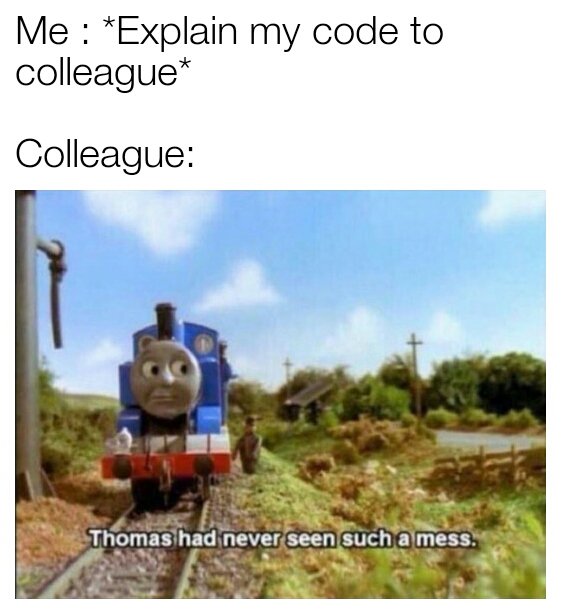 Me : *Explain my code to
colleague*
Colleague:
Thomas had never seen such a mess.